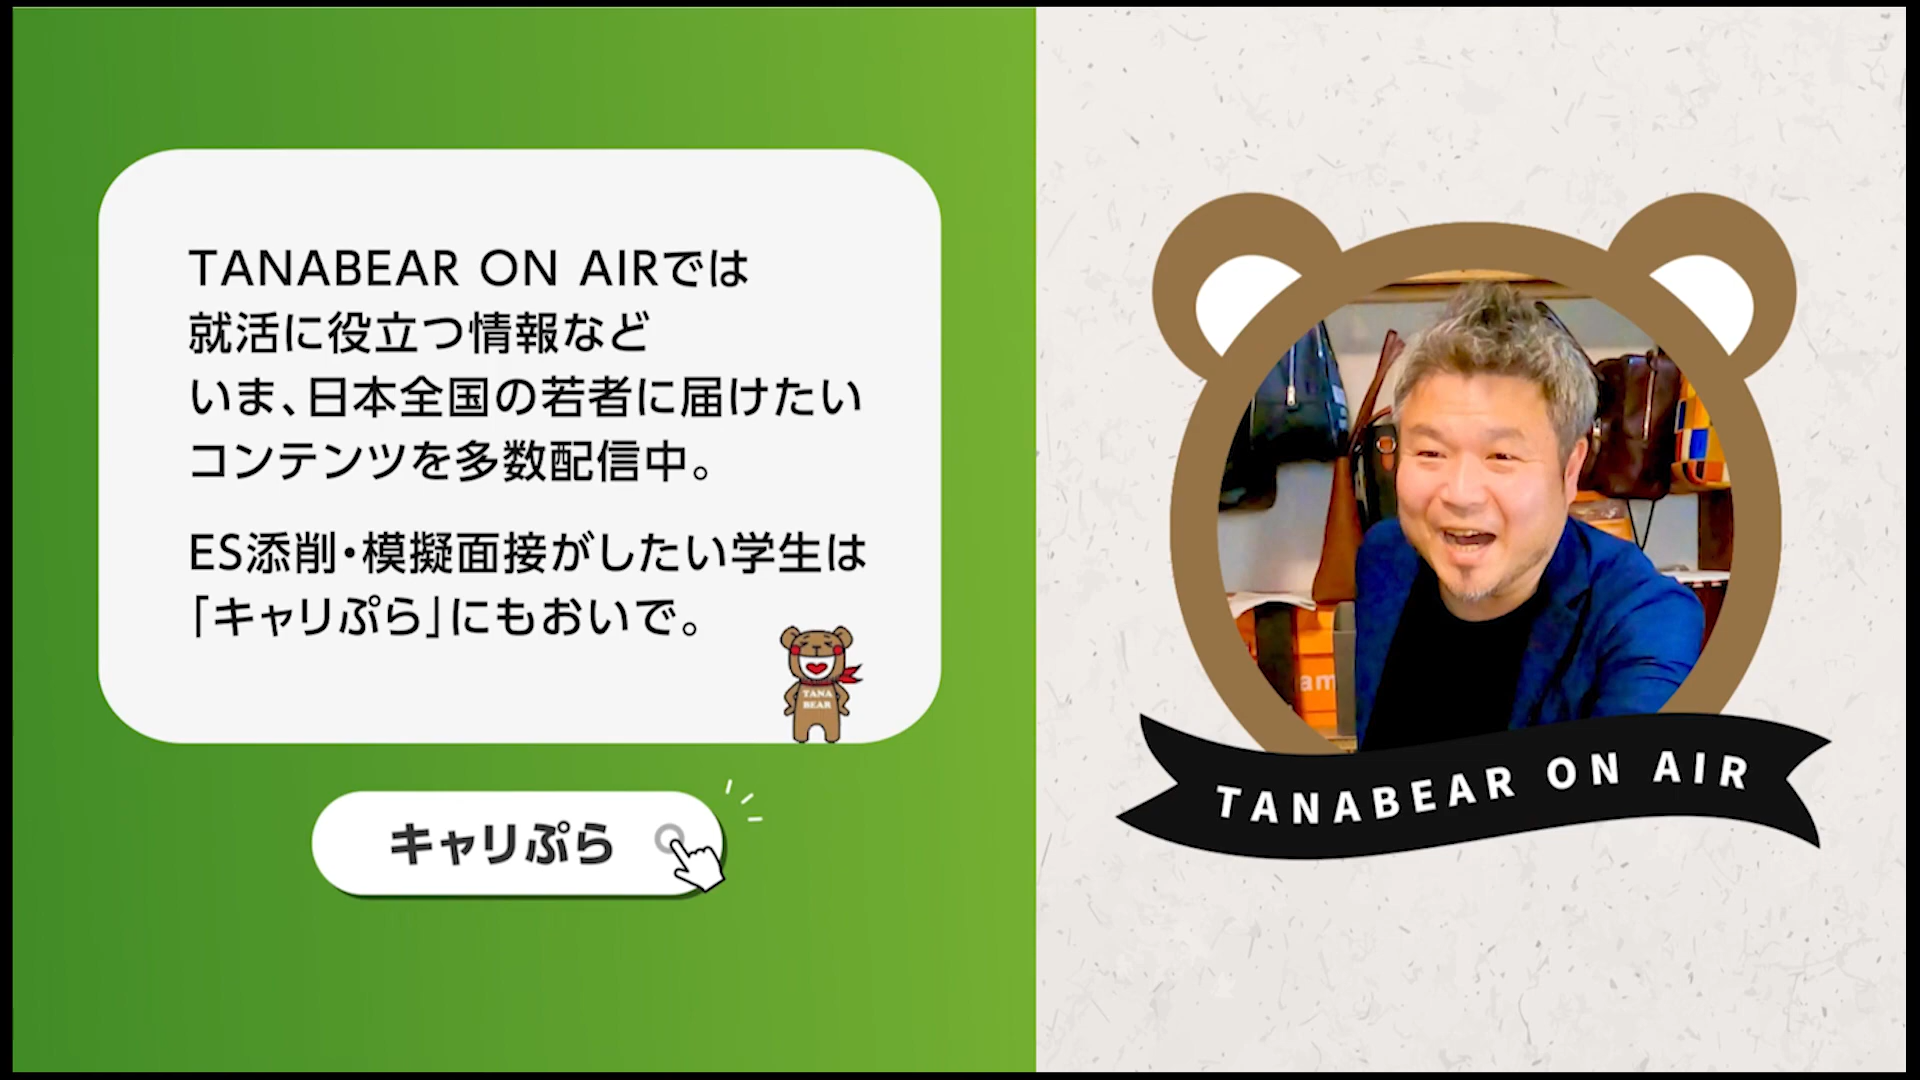 TANABEAR ON AIRでは
就活に役立つ情報など
いま、日本全国の若者に届けたい
コンテンツを多数配信中。
ES添削・模擬面接がしたい学生は
「キャリぷら」にもおいで。
TANA
BEAR
キャリぷら
am
TANABEAR ON AIR